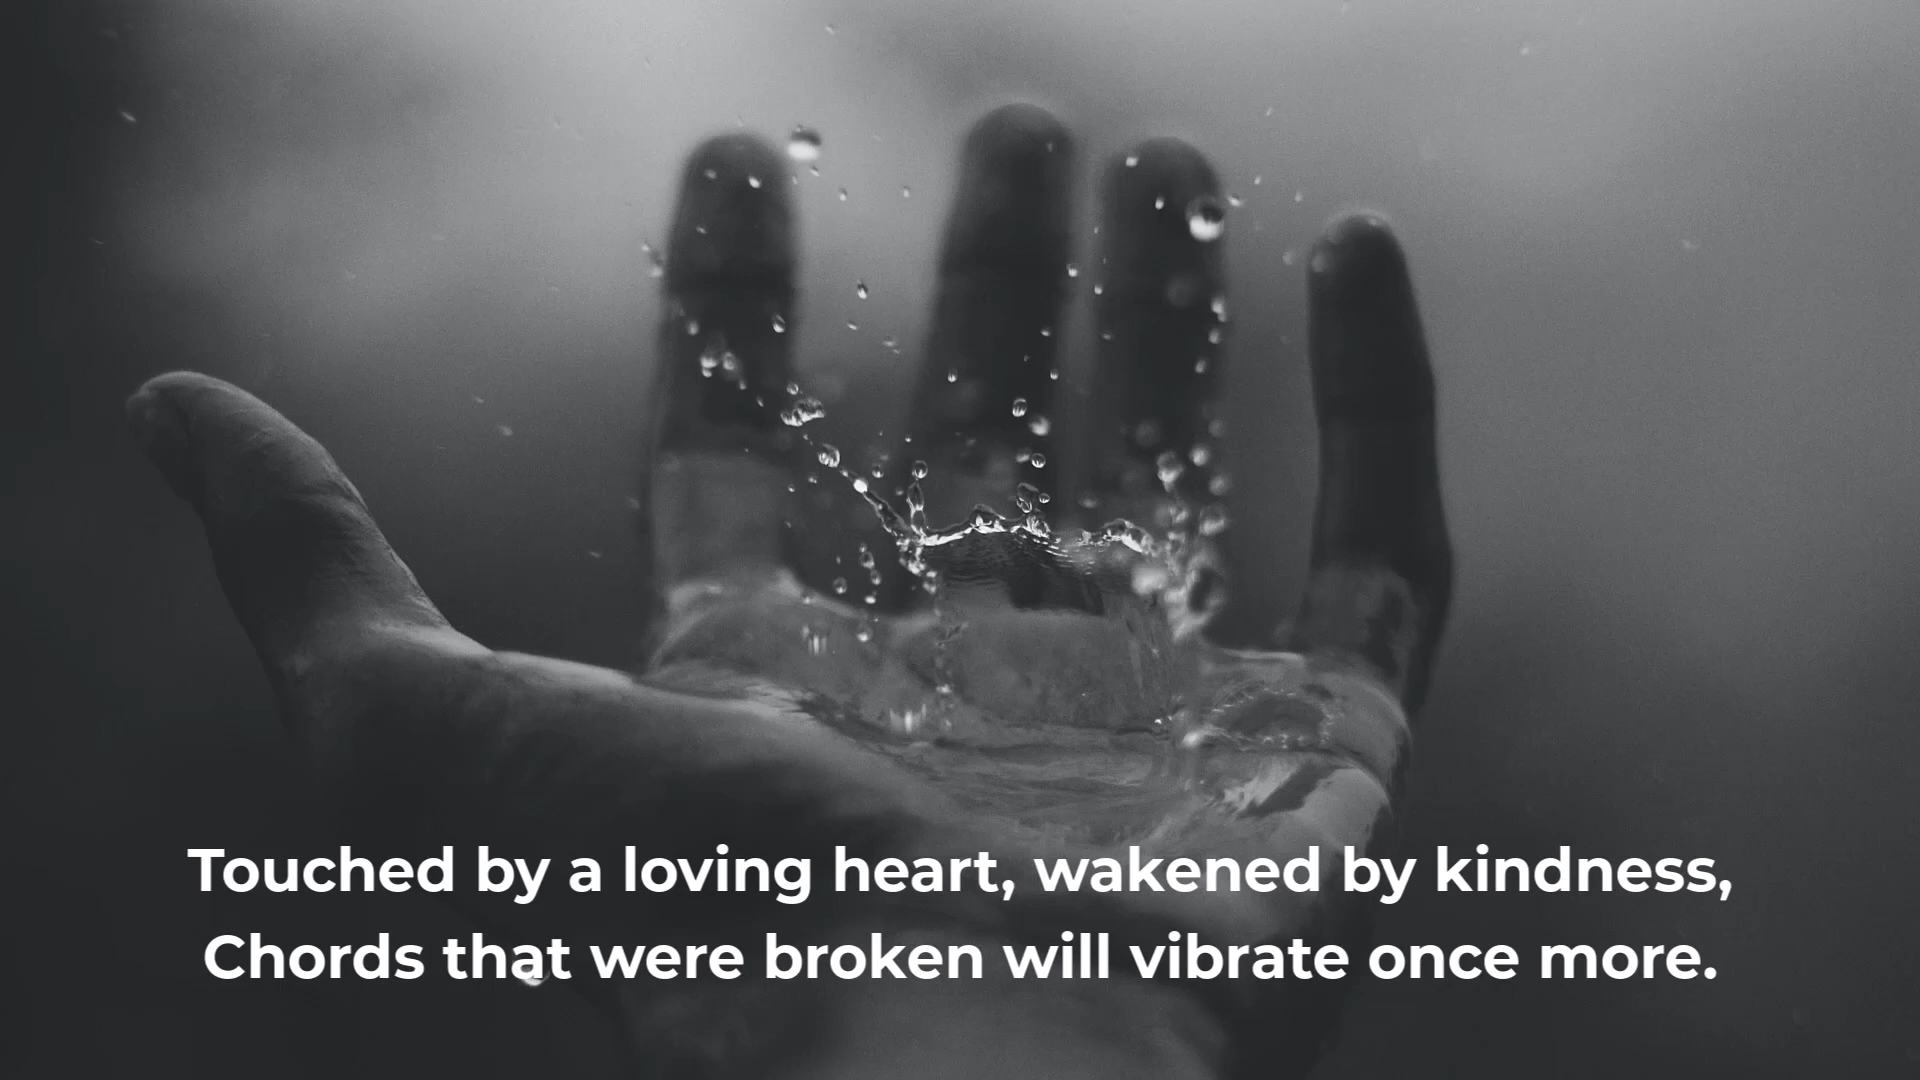 Touched by a loving heart, wakened by kindness,
Chords that were broken will vibrate once more.